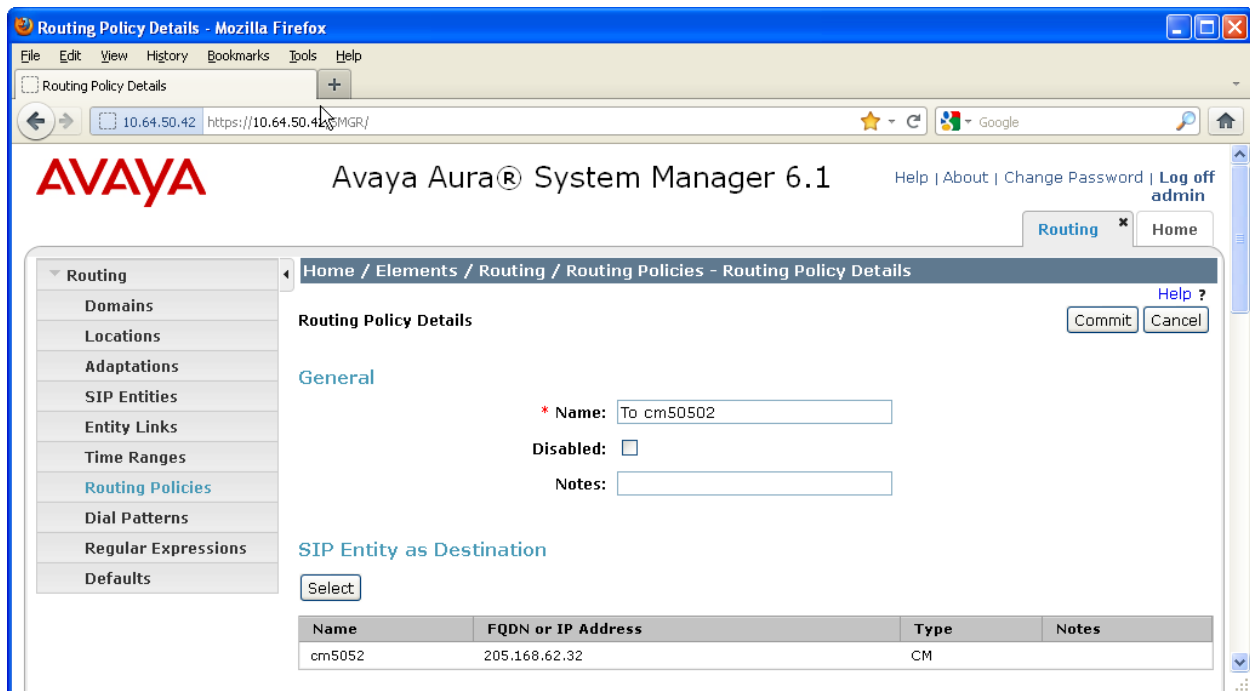 Routing Policy Details - Mozilla Firefox
File Edit View History Bookmarks Tools Help
Routing Policy Details
10.64.50.42 https://10.64.50.42/SMGR/ Google
AVAYA
Avaya Aura® System Manager 6.1
Help | About | Change Password | Log off admin
Routing Home
Routing
Domains
Locations
Adaptations
SIP Entities
Entity Links
Time Ranges
Routing Policies
Dial Patterns
Regular Expressions
Defaults
Home / Elements / Routing / Routing Policies - Routing Policy Details
Help ?
Routing Policy Details
Commit Cancel
General
* Name: To cm50502
Disabled:
Notes:
SIP Entity as Destination
Select
Name FQDN or IP Address Type Notes
cm5052 205.168.62.32 CM